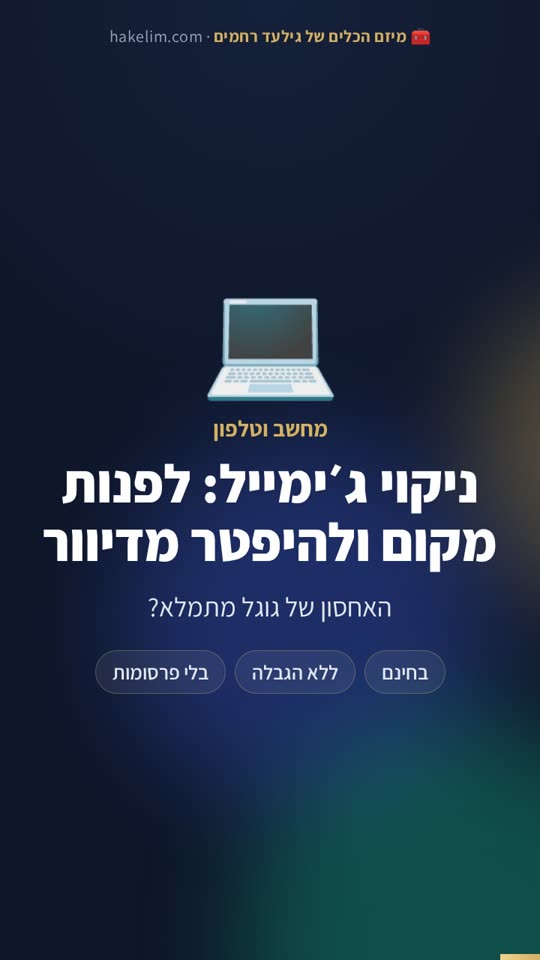 🧰 מיזם הכלים של גילעד רחמים · hakelim.com
מחשב וטלפון
ניקוי ג׳ימייל: לפנות
מקום ולהיפטר מדיוור
האחסון של גוגל מתמלא?
בחינם
ללא הגבלה
בלי פרסומות